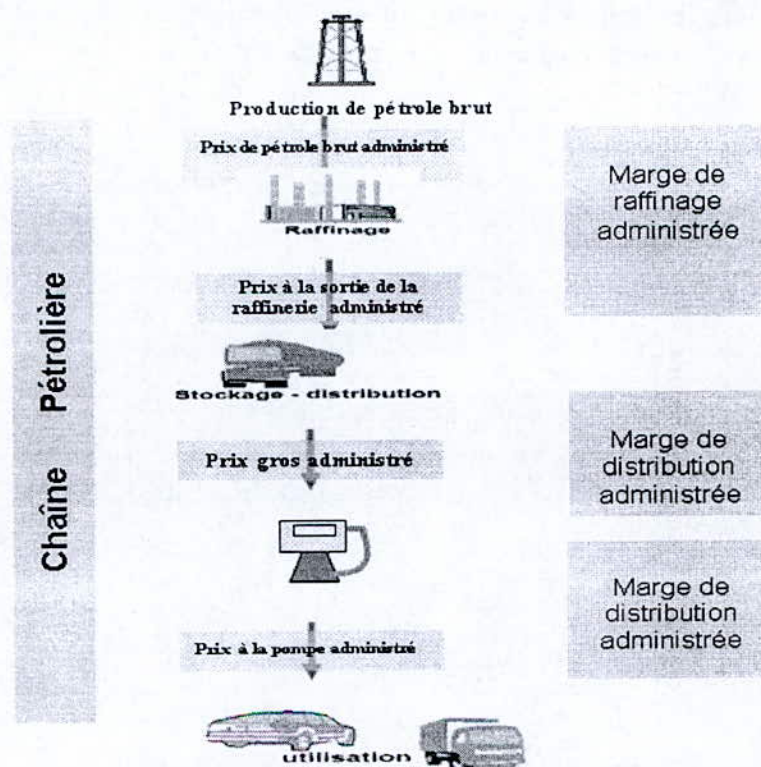 Production de pétrole brut
Prix de pétrole brut administré
Raffinage
Prix à la sortie de la
raffinerie administré
Stockage - distribution
Prix gros administré
Prix à la pompe administré
utilisation
Chaîne Pétrolière
Marge de
raffinage
administrée
Marge de
distribution
administrée
Marge de
distribution
administrée